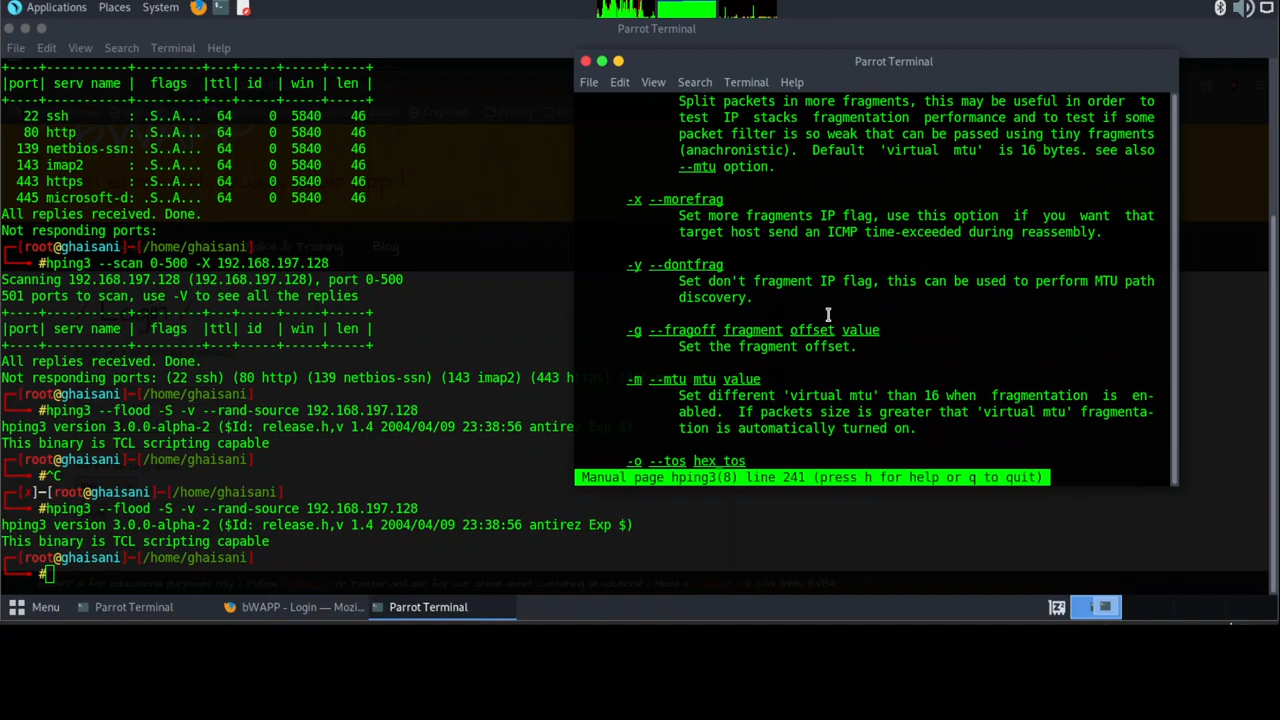 Applications Places System
Parrot Terminal
File Edit View Search Terminal Help
+----+-----------+---------+---+-----+-----+-----+
|port| serv name | flags |ttl| id | win | len |
+----+-----------+---------+---+-----+-----+-----+
22 ssh : .S..A... 64 0 5840 46
80 http : .S..A... 64 0 5840 46
139 netbios-ssn: .S..A... 64 0 5840 46
143 imap2 : .S..A... 64 0 5840 46
443 https : .S..A... 64 0 5840 46
445 microsoft-d: .S..A... 64 0 5840 46
All replies received. Done.
Not responding ports:
[root@ghaisani]─[/home/ghaisani]
#hping3 --scan 0-500 -X 192.168.197.128
Scanning 192.168.197.128 (192.168.197.128), port 0-500
501 ports to scan, use -V to see all the replies
+----+-----------+---------+---+-----+-----+-----+
|port| serv name | flags |ttl| id | win | len |
+----+-----------+---------+---+-----+-----+-----+
All replies received. Done.
Not responding ports: (22 ssh) (80 http) (139 netbios-ssn) (143 imap2) (443 h
[root@ghaisani]─[/home/ghaisani]
#hping3 --flood -S -v --rand-source 192.168.197.128
hping3 version 3.0.0-alpha-2 ($Id: release.h,v 1.4 2004/04/09 23:38:56 antirez Exp $)
This binary is TCL scripting capable
[root@ghaisani]─[/home/ghaisani]
#^C
[x]─[root@ghaisani]─[/home/ghaisani]
#hping3 --flood -S -v --rand-source 192.168.197.128
hping3 version 3.0.0-alpha-2 ($Id: release.h,v 1.4 2004/04/09 23:38:56 antirez Exp $)
This binary is TCL scripting capable
[root@ghaisani]─[/home/ghaisani]
#
Parrot Terminal
File Edit View Search Terminal Help
Split packets in more fragments, this may be useful in order to
test IP stacks fragmentation performance and to test if some
packet filter is so weak that can be passed using tiny fragments
(anachronistic). Default 'virtual mtu' is 16 bytes. see also
--mtu option.
-x --morefrag
Set more fragments IP flag, use this option if you want that
target host send an ICMP time-exceeded during reassembly.
-y --dontfrag
Set don't fragment IP flag, this can be used to perform MTU path
discovery.
-g --fragoff fragment offset value
Set the fragment offset.
-m --mtu mtu value
Set different 'virtual mtu' than 16 when fragmentation is en-
abled. If packets size is greater that 'virtual mtu' fragmenta-
tion is automatically turned on.
-o --tos hex_tos
Manual page hping3(8) line 241 (press h for help or q to quit)
& Training Blog
Menu Parrot Terminal bWAPP - Login — Mozi... Parrot Terminal